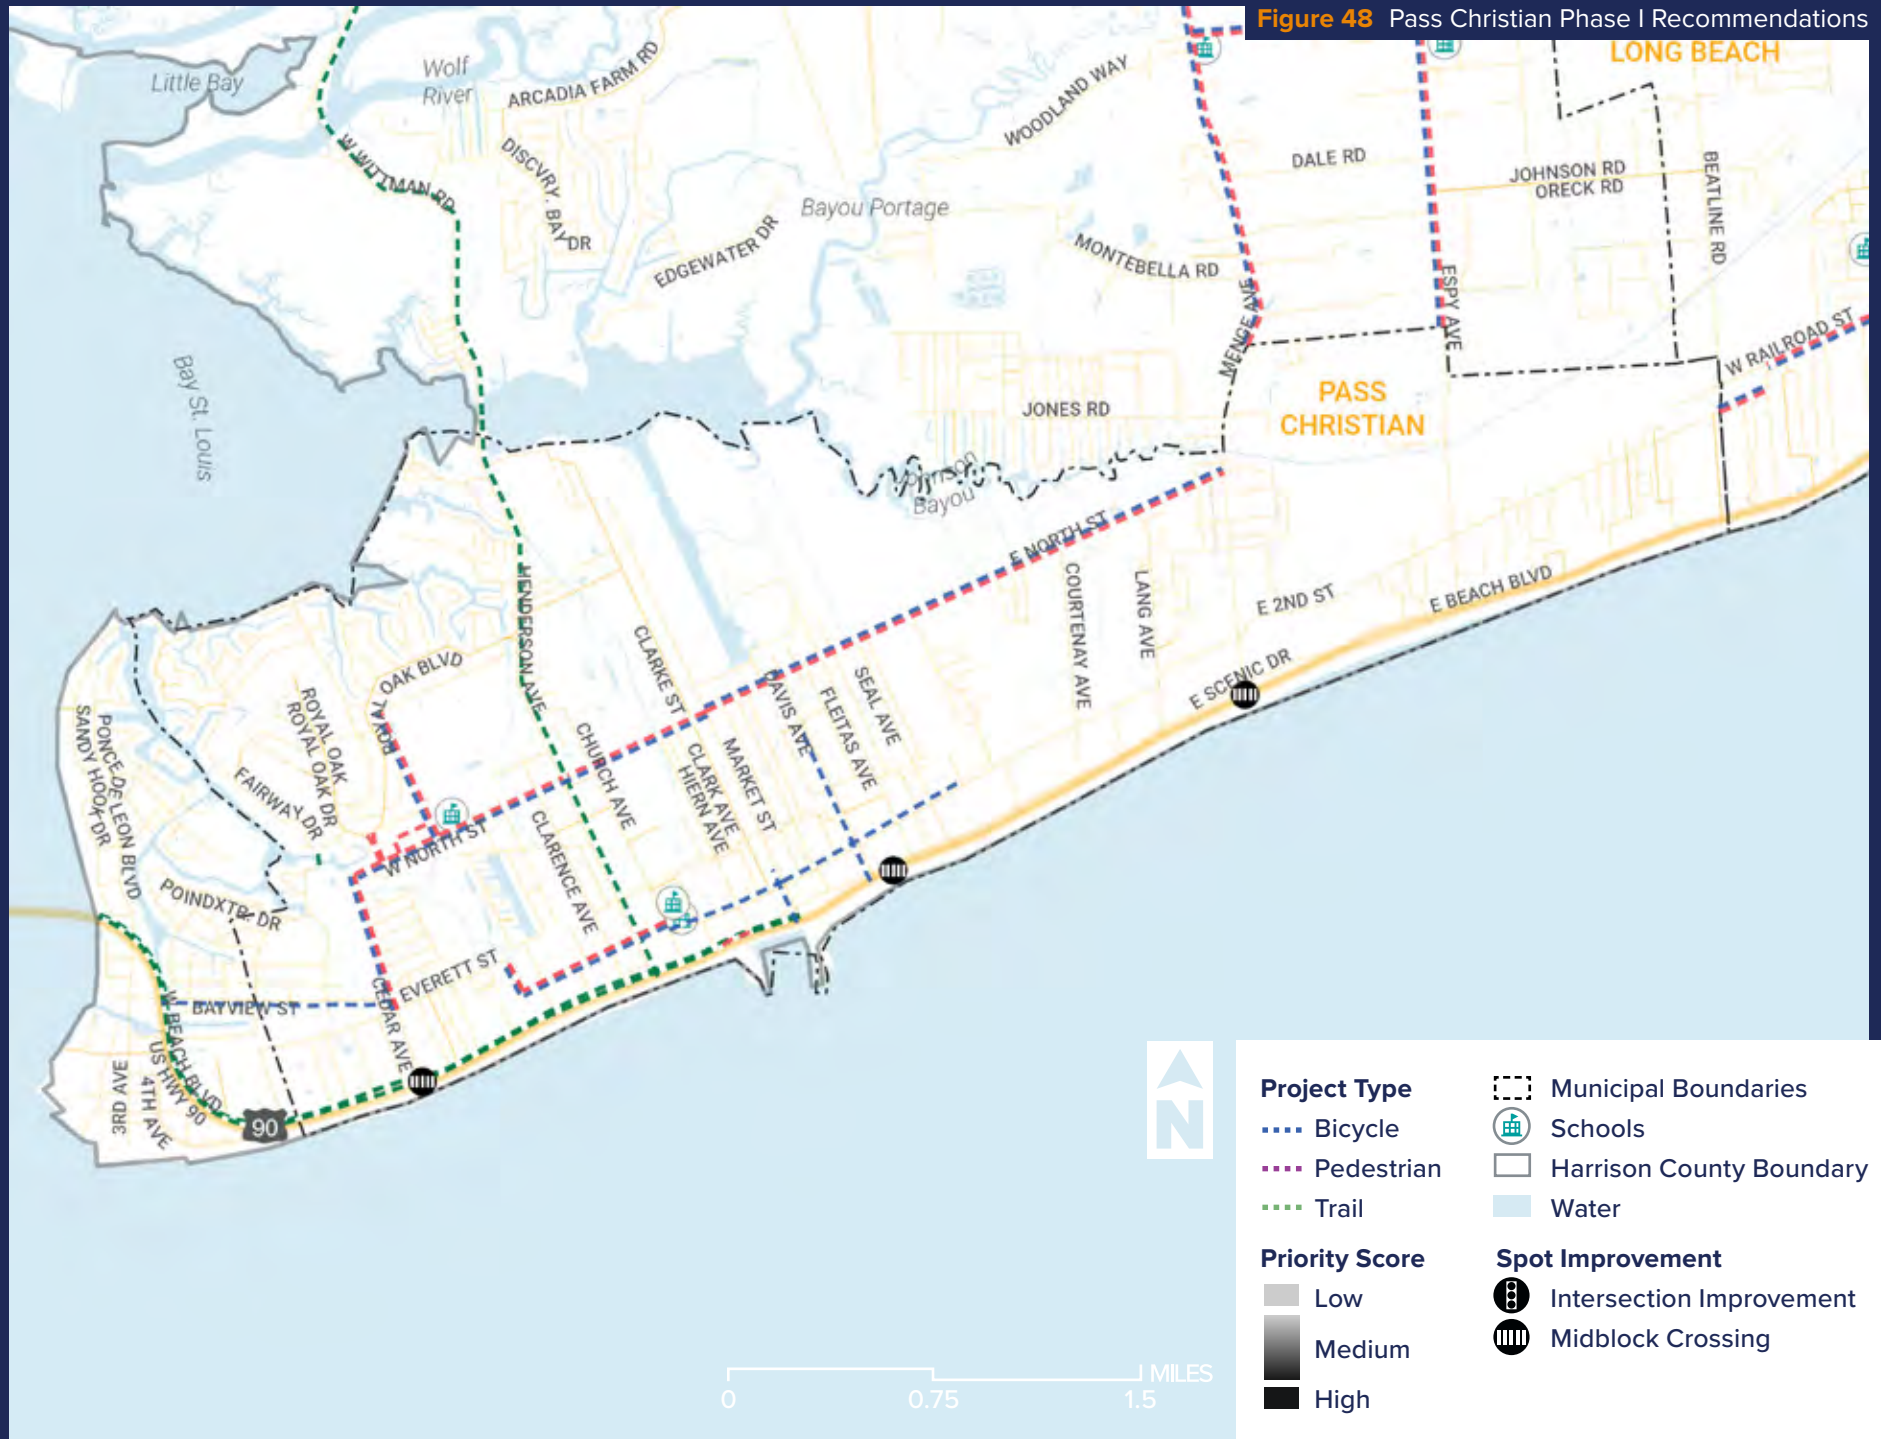 Figure 48 Pass Christian Phase I Recommendations
LONG BEACH
Little Bay
Wolf
River
ARCADIA FARM RD
WOODLAND WAY
W WITTMAN RD
DISCVRY. BAY DR
DALE RD
JOHNSON RD
ORECK RD
BEATLINE RD
Bayou Portage
EDGEWATER DR
MONTEBELLA RD
MENGE AVE
ESPY AVE
W RAILROAD ST
Bay St. Louis
JONES RD
PASS
CHRISTIAN
Johnson
Bayou
E NORTH ST
HENDERSON AVE
COURTENAY AVE
LANG AVE
E 2ND ST
E BEACH BLVD
OAK BLVD
CLARKE ST
E SCENIC DR
ROYAL
ROYAL OAK
ROYAL OAK DR
DAVIS AVE
FLEITAS AVE
SEAL AVE
PONCE DE LEON BLVD
SANDY HOOK DR
FAIRWAY DR
CHURCH AVE
CLARK AVE
HIERN AVE
MARKET ST
W NORTH ST
CLARENCE AVE
POINDXTR. DR
EVERETT ST
CEDAR AVE
BAYVIEW ST
W BEACH BLVD
US HWY 90
3RD AVE
4TH AVE
90
N
Project Type
Bicycle
Pedestrian
Trail
Priority Score
Low
Medium
High
Municipal Boundaries
Schools
Harrison County Boundary
Water
Spot Improvement
Intersection Improvement
Midblock Crossing
MILES
0 0.75 1.5